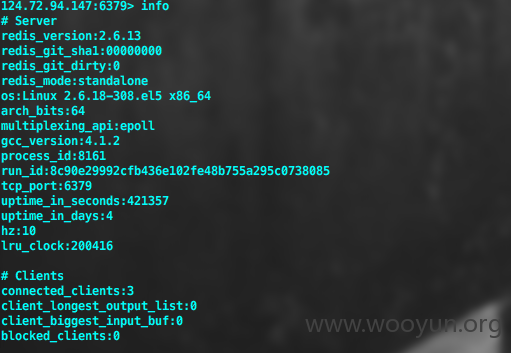 124.72.94.147:6379> info
# Server
redis_version:2.6.13
redis_git_sha1:00000000
redis_git_dirty:0
redis_mode:standalone
os:Linux 2.6.18-308.el5 x86_64
arch_bits:64
multiplexing_api:epoll
gcc_version:4.1.2
process_id:8161
run_id:8c90e29992cfb436e102fe48b755a295c0738085
tcp_port:6379
uptime_in_seconds:421357
uptime_in_days:4
hz:10
lru_clock:200416
# Clients
connected_clients:3
client_longest_output_list:0
client_biggest_input_buf:0
blocked_clients:0
www.wooyun.org